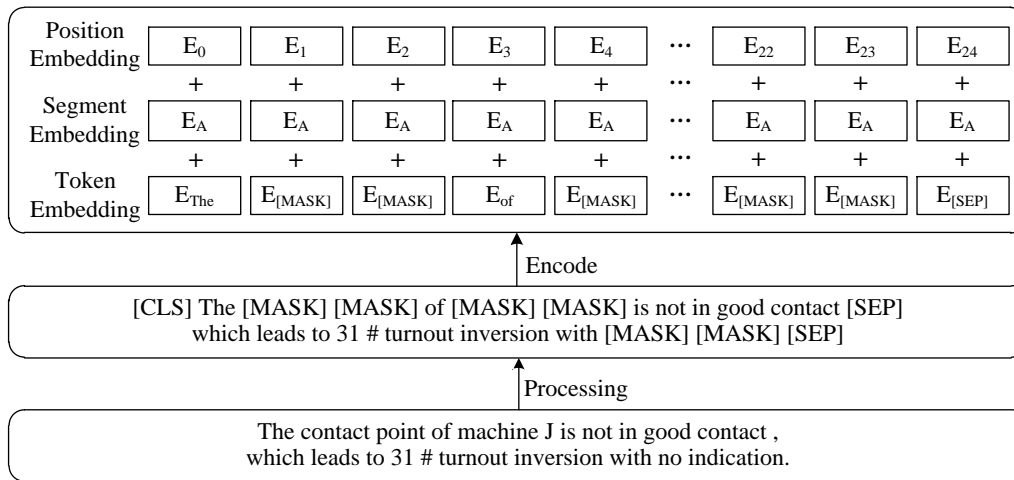 Position Embedding E0 E1 E2 E3 E4 ... E22 E23 E24
+ + + + + ... + + +
Segment Embedding EA EA EA EA EA ... EA EA EA
+ + + + + ... + + +
Token Embedding EThe E[MASK] E[MASK] Eof E[MASK] ... E[MASK] E[MASK] E[SEP]
Encode
[CLS] The [MASK] [MASK] of [MASK] [MASK] is not in good contact [SEP]
which leads to 31 # turnout inversion with [MASK] [MASK] [SEP]
Processing
The contact point of machine J is not in good contact ,
which leads to 31 # turnout inversion with no indication.